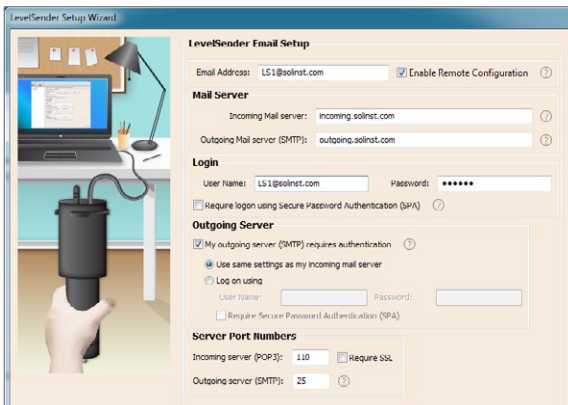 LevelSender Setup Wizard
LevelSender Email Setup
Email Address: LS1@solinst.com Enable Remote Configuration ?
Mail Server
Incoming Mail server: incoming.solinst.com ?
Outgoing Mail server (SMTP): outgoing.solinst.com ?
Login
User Name: LS1@solinst.com Password: ••••••
Require logon using Secure Password Authentication (SPA) ?
Outgoing Server
My outgoing server (SMTP) requires authentication ?
Use same settings as my incoming mail server
Log on using
User Name: Password:
Require Secure Password Authentication (SPA)
Server Port Numbers
Incoming server (POP3): 110 Require SSL
Outgoing server (SMTP): 25 ?